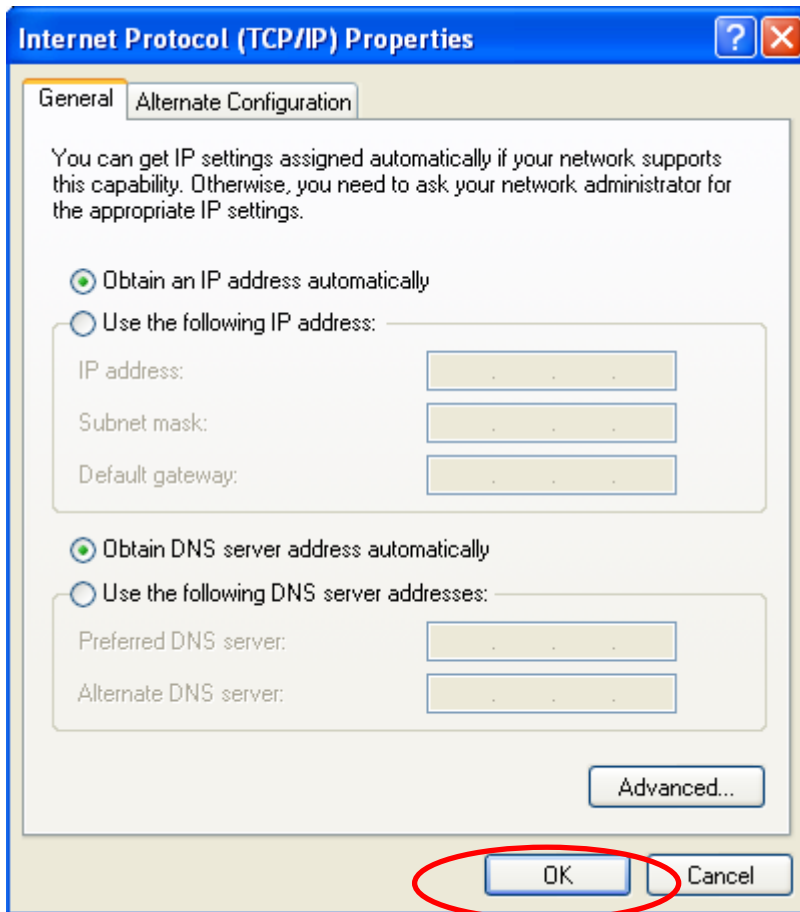 Internet Protocol (TCP/IP) Properties
General
Alternate Configuration
You can get IP settings assigned automatically if your network supports
this capability. Otherwise, you need to ask your network administrator for
the appropriate IP settings.
Obtain an IP address automatically
Use the following IP address:
IP address:
Subnet mask:
Default gateway:
Obtain DNS server address automatically
Use the following DNS server addresses:
Preferred DNS server:
Alternate DNS server:
Advanced...
OK
Cancel